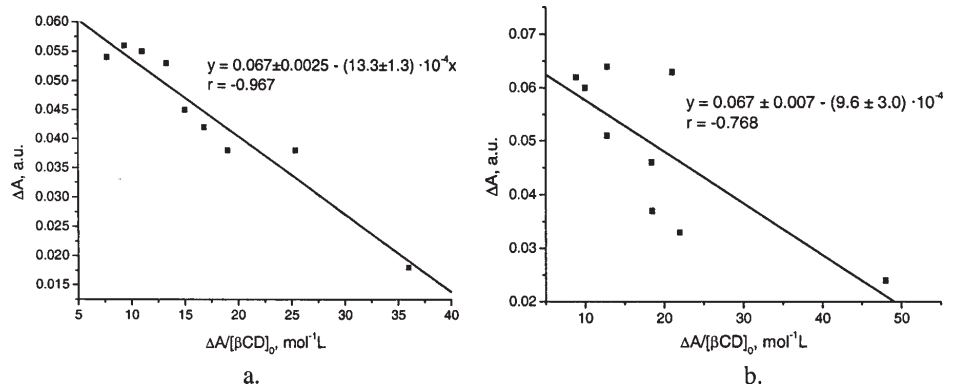 0.060
0.055
0.050
0.045
0.040
0.035
0.030
0.025
0.020
0.015
ΔA, a.u.
y = 0.067±0.0025 - (13.3±1.3) ·10⁻⁴x
r = -0.967
5 10 15 20 25 30 35 40
ΔA/[βCD]₀, mol⁻¹L
a.
0.07
0.06
0.05
0.04
0.03
0.02
ΔA, a.u.
y = 0.067 ± 0.007 - (9.6 ± 3.0) ·10⁻⁴
r = -0.768
10 20 30 40 50
ΔA/[βCD]₀, mol⁻¹L
b.